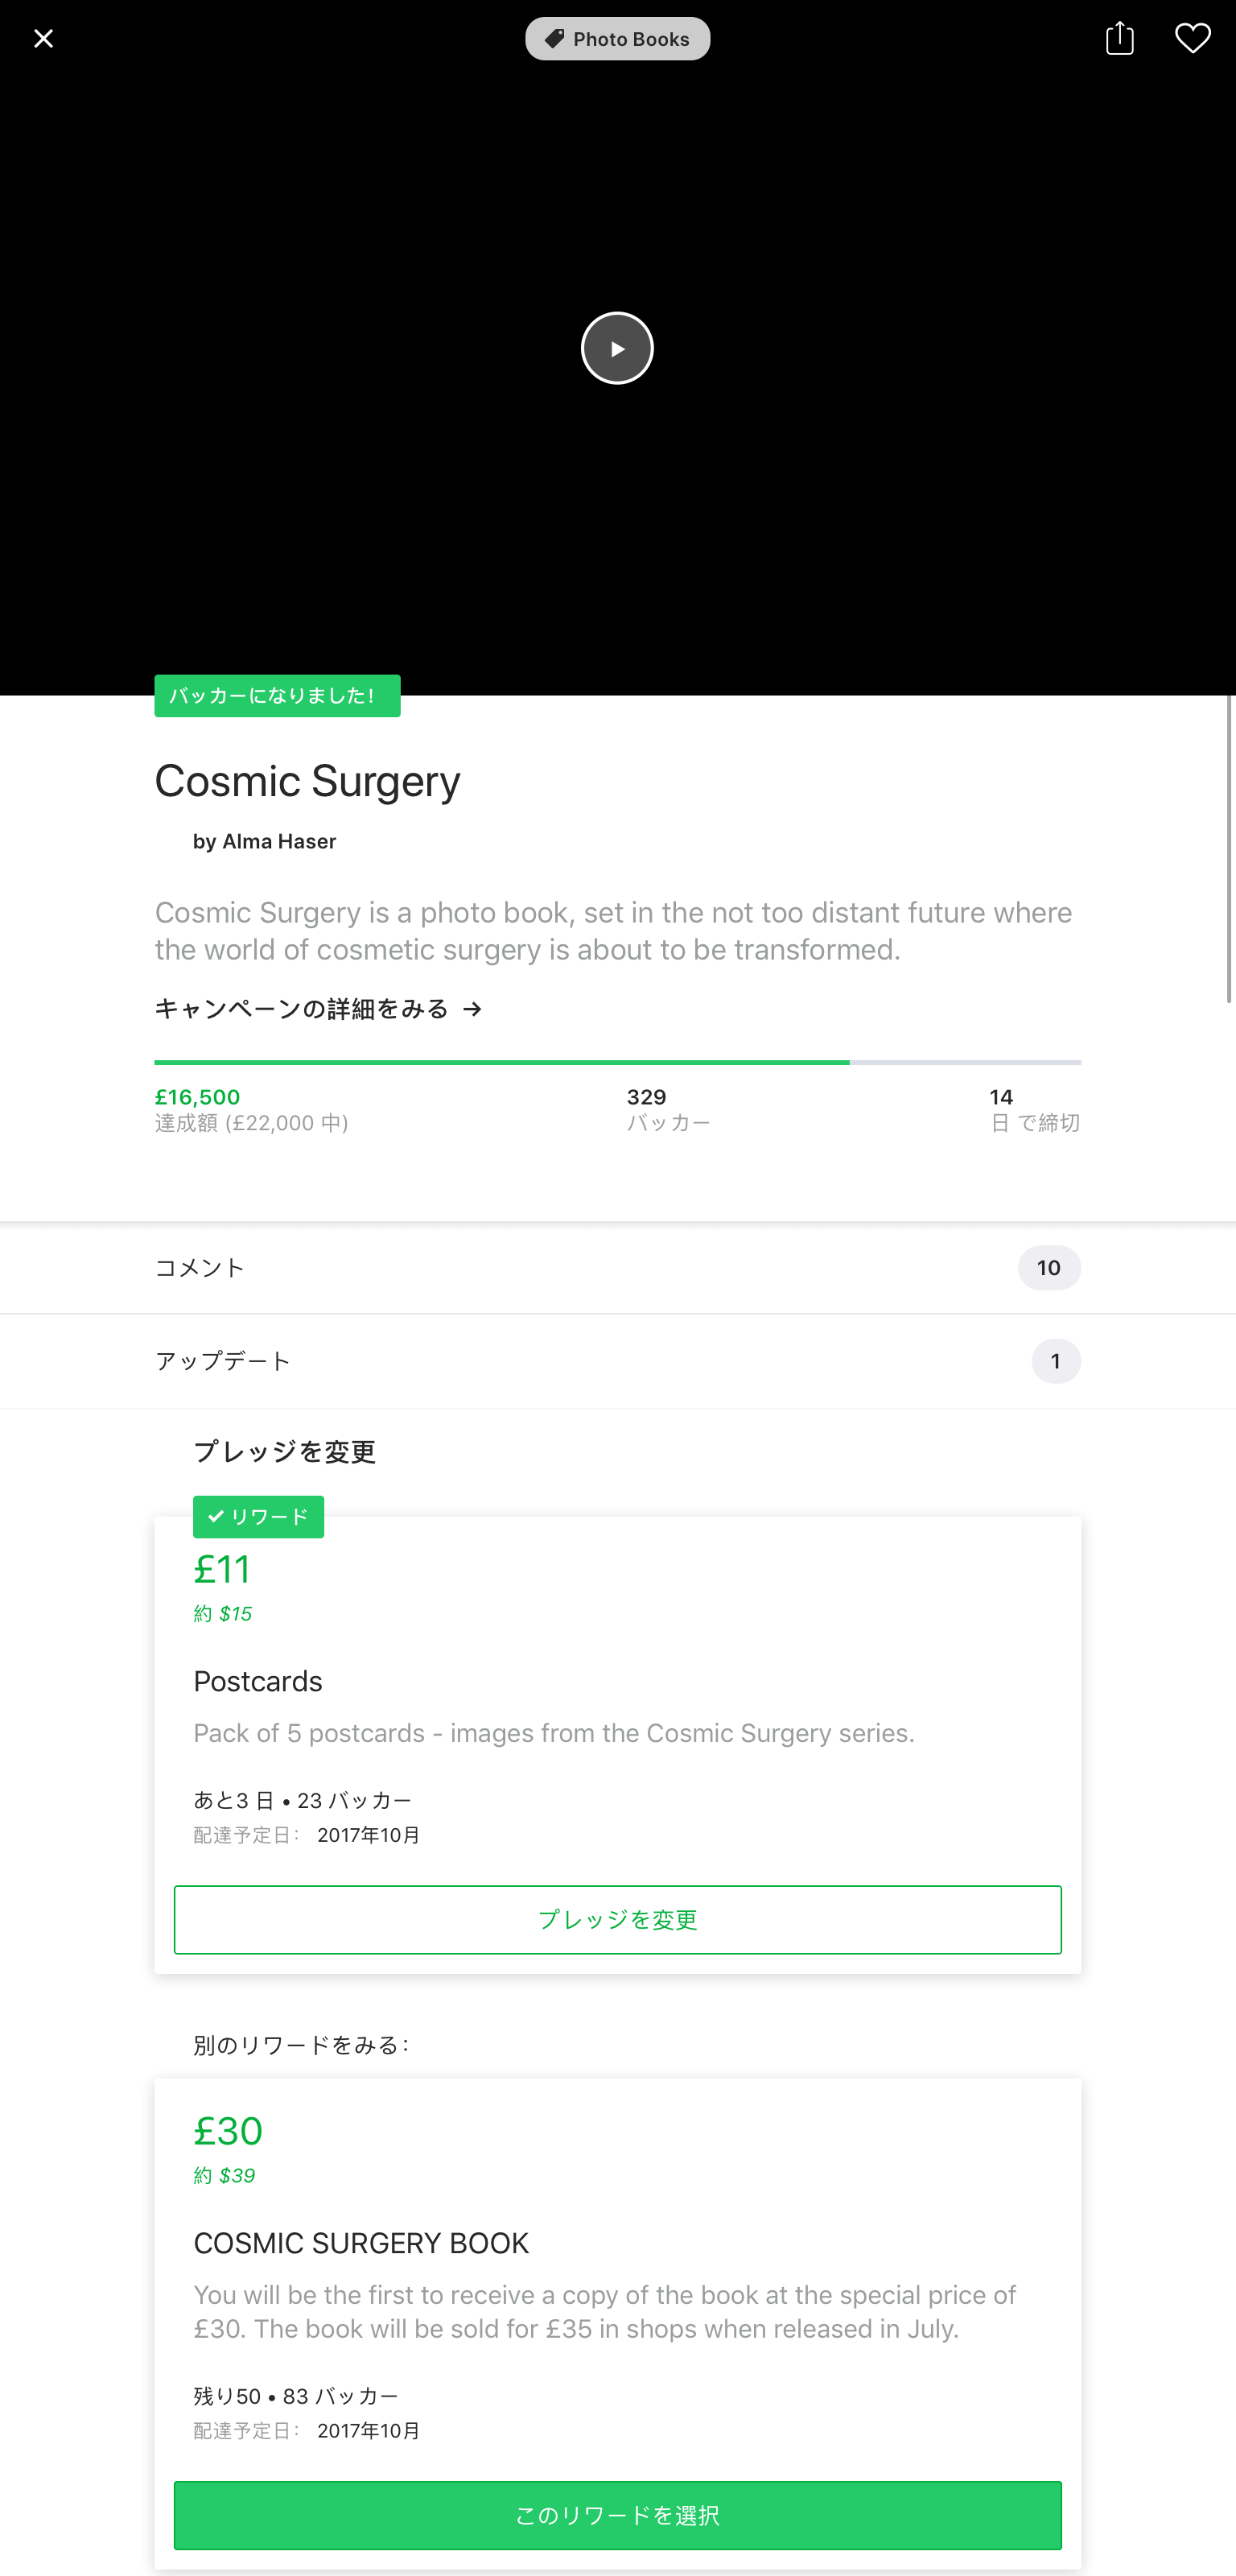 Photo Books
バッカーになりました!
Cosmic Surgery
by Alma Haser
Cosmic Surgery is a photo book, set in the not too distant future where
the world of cosmetic surgery is about to be transformed.
キャンペーンの詳細をみる →
£16,500
達成額 (£22,000 中)
329
バッカー
14
日 で締切
コメント
10
アップデート
1
プレッジを変更
リワード
£11
約 $15
Postcards
Pack of 5 postcards - images from the Cosmic Surgery series.
あと3 日 • 23 バッカー
配達予定日: 2017年10月
プレッジを変更
別のリワードをみる:
£30
約 $39
COSMIC SURGERY BOOK
You will be the first to receive a copy of the book at the special price of
£30. The book will be sold for £35 in shops when released in July.
残り50 • 83 バッカー
配達予定日: 2017年10月
このリワードを選択